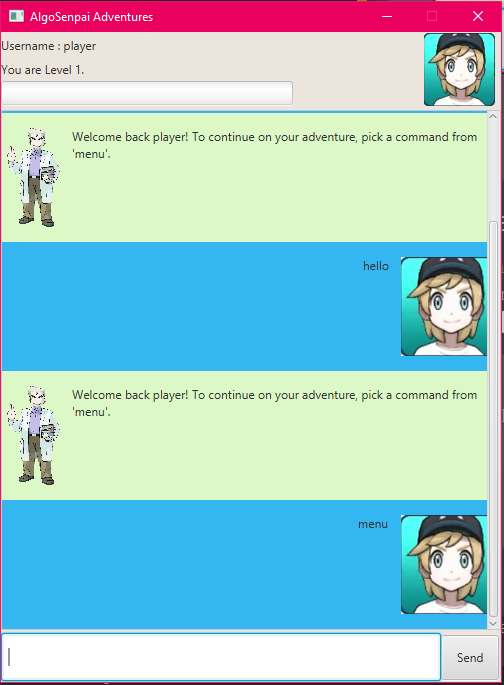 AlgoSenpai Adventures
Username : player
You are Level 1.
Welcome back player! To continue on your adventure, pick a command from
'menu'.
hello
Welcome back player! To continue on your adventure, pick a command from
'menu'.
menu
Send